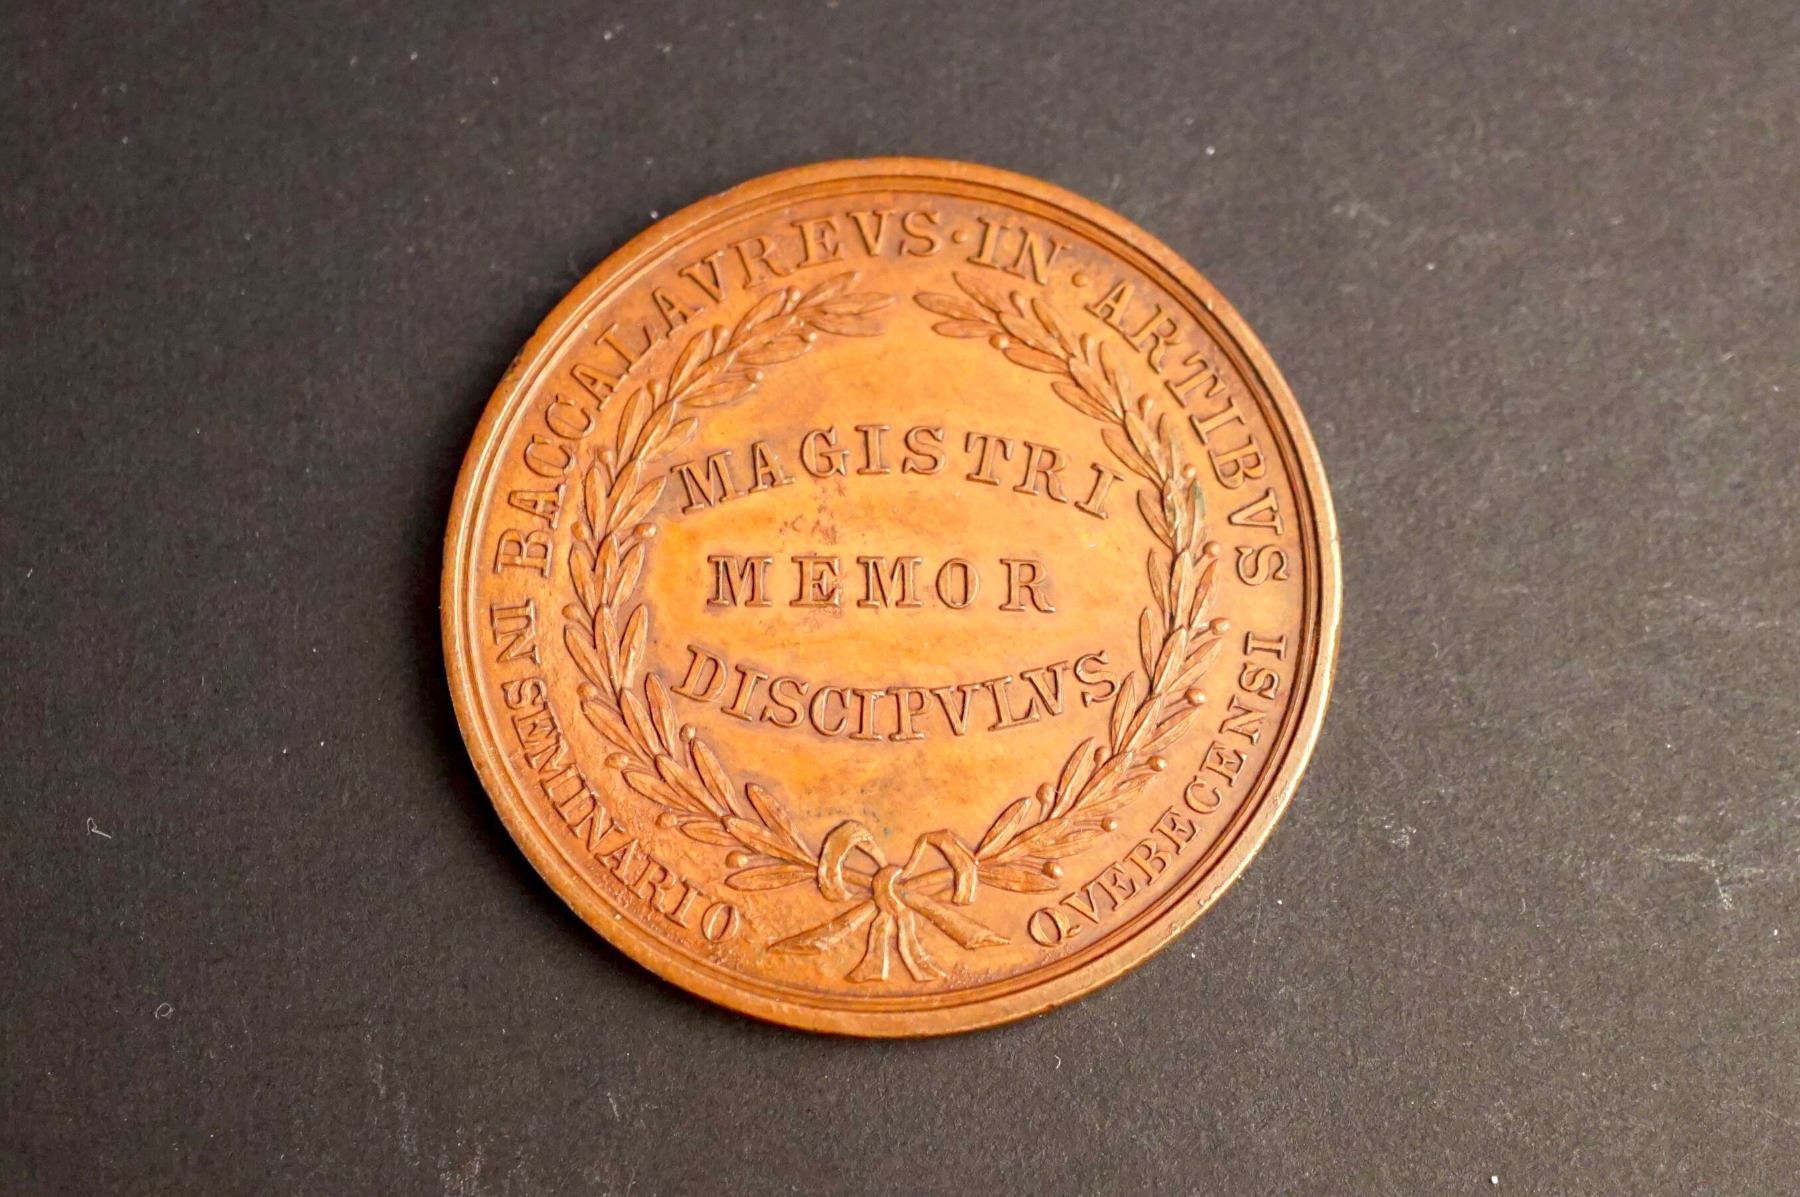 BACCALAVREVS · IN · ARTIBVS
IN SEMINARIO QVEBECENSI
MAGISTRI
MEMOR
DISCIPVLVS